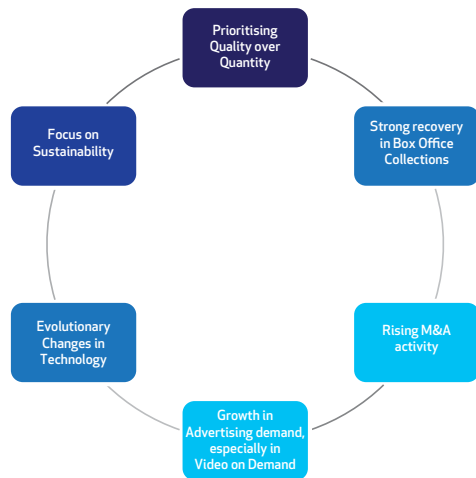 Prioritising
Quality over
Quantity
Strong recovery
in Box Office
Collections
Rising M&A
activity
Growth in
Advertising demand,
especially in
Video on Demand
Evolutionary
Changes in
Technology
Focus on
Sustainability